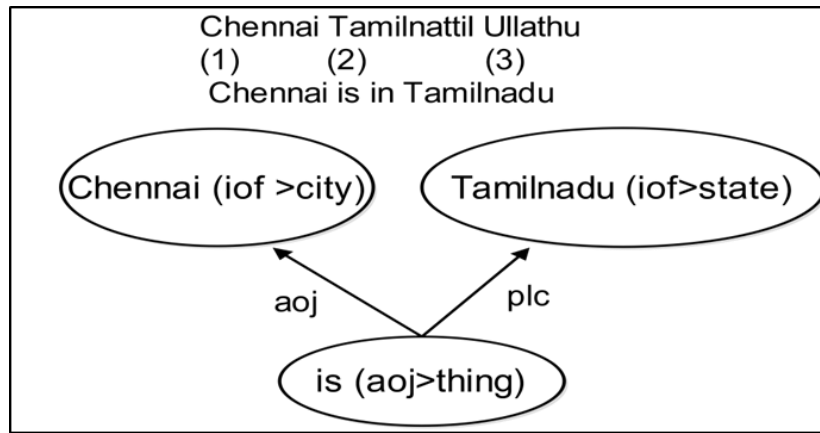 Chennai Tamilnattil Ullathu
(1) (2) (3)
Chennai is in Tamilnadu
Chennai (iof >city) Tamilnadu (iof>state)
aoj plc
is (aoj>thing)